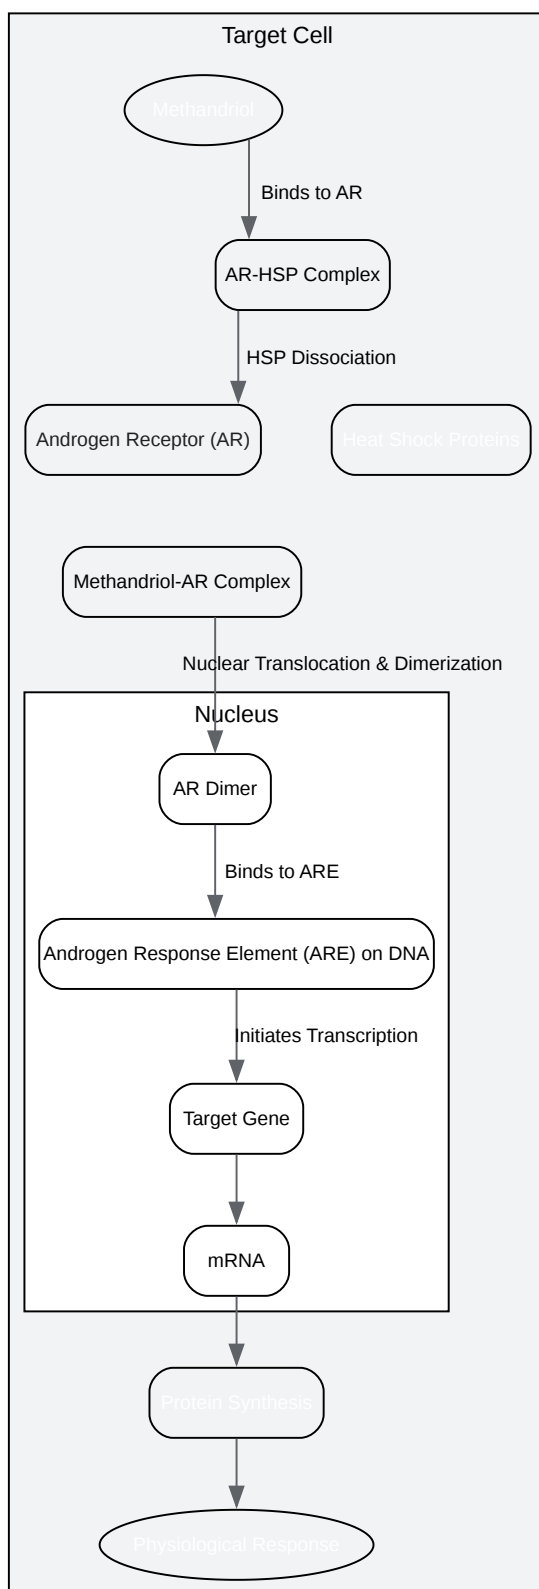 Target Cell
Methandriol
Binds to AR
AR-HSP Complex
HSP Dissociation
Androgen Receptor (AR)
Heat Shock Proteins
Methandriol-AR Complex
Nuclear Translocation & Dimerization
Nucleus
AR Dimer
Binds to ARE
Androgen Response Element (ARE) on DNA
Initiates Transcription
Target Gene
mRNA
Protein Synthesis
Physiological Response